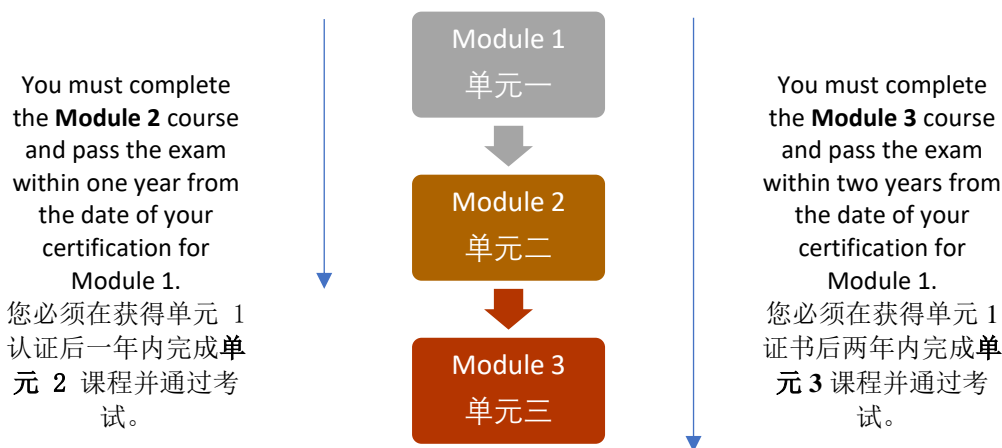 You must complete
the Module 2 course
and pass the exam
within one year from
the date of your
certification for
Module 1.
您必须在获得单元 1
认证后一年内完成单
元 2 课程并通过考
试。
Module 1
单元一
Module 2
单元二
Module 3
单元三
You must complete
the Module 3 course
and pass the exam
within two years from
the date of your
certification for
Module 1.
您必须在获得单元 1
证书后两年内完成单
元 3 课程并通过考
试。